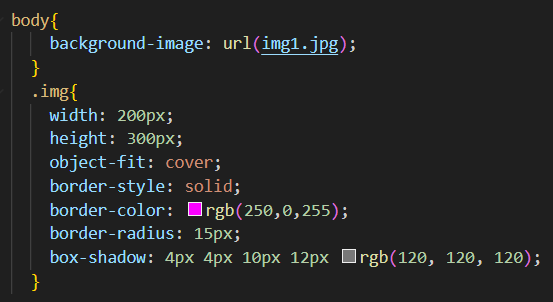 body{
background-image: url(img1.jpg);
}
.img{
width: 200px;
height: 300px;
object-fit: cover;
border-style: solid;
border-color: rgb(250,0,255);
border-radius: 15px;
box-shadow: 4px 4px 10px 12px rgb(120, 120, 120);
}